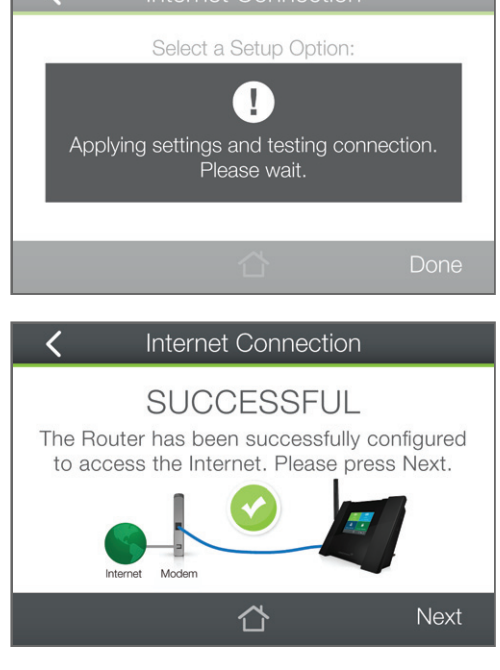 Internet Connection
Select a Setup Option:
!
Applying settings and testing connection.
Please wait.
Done
Internet Connection
SUCCESSFUL
The Router has been successfully configured
to access the Internet. Please press Next.
Internet Modem
Next